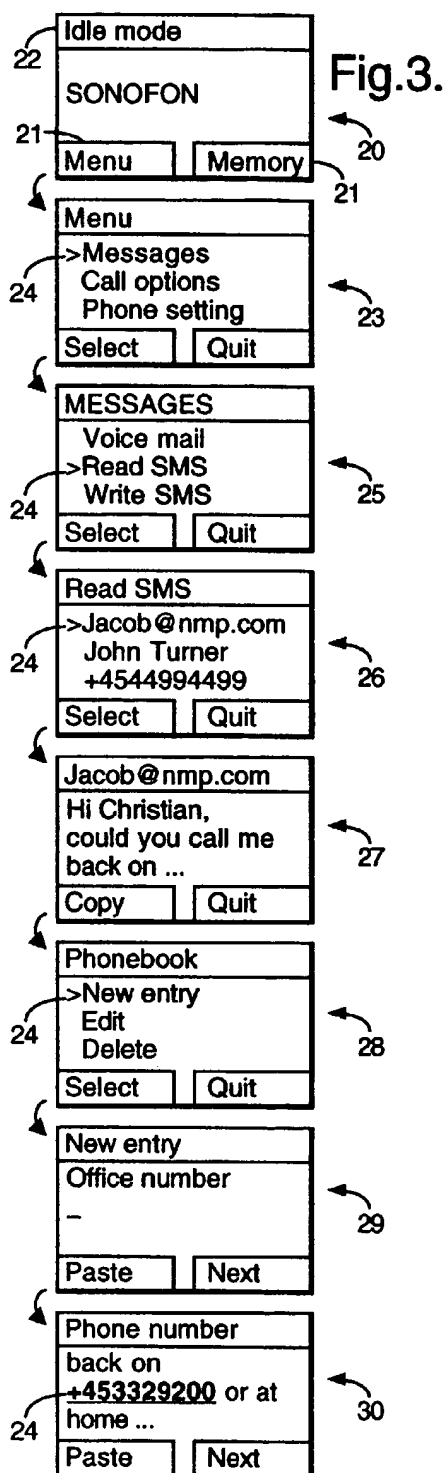 Idle mode
22
Fig.3.
SONOFON
21
20
Menu Memory
21
Menu
>Messages
24
Call options
Phone setting
23
Select Quit
MESSAGES
Voice mail
>Read SMS
24
Write SMS
25
Select Quit
Read SMS
>Jacob@nmp.com
24
John Turner
+4544994499
26
Select Quit
Jacob@nmp.com
Hi Christian,
could you call me
27
back on ...
Copy Quit
Phonebook
>New entry
24
Edit
28
Delete
Select Quit
New entry
Office number
_
29
Paste Next
Phone number
back on
+453329200 or at
24
home ...
30
Paste Next